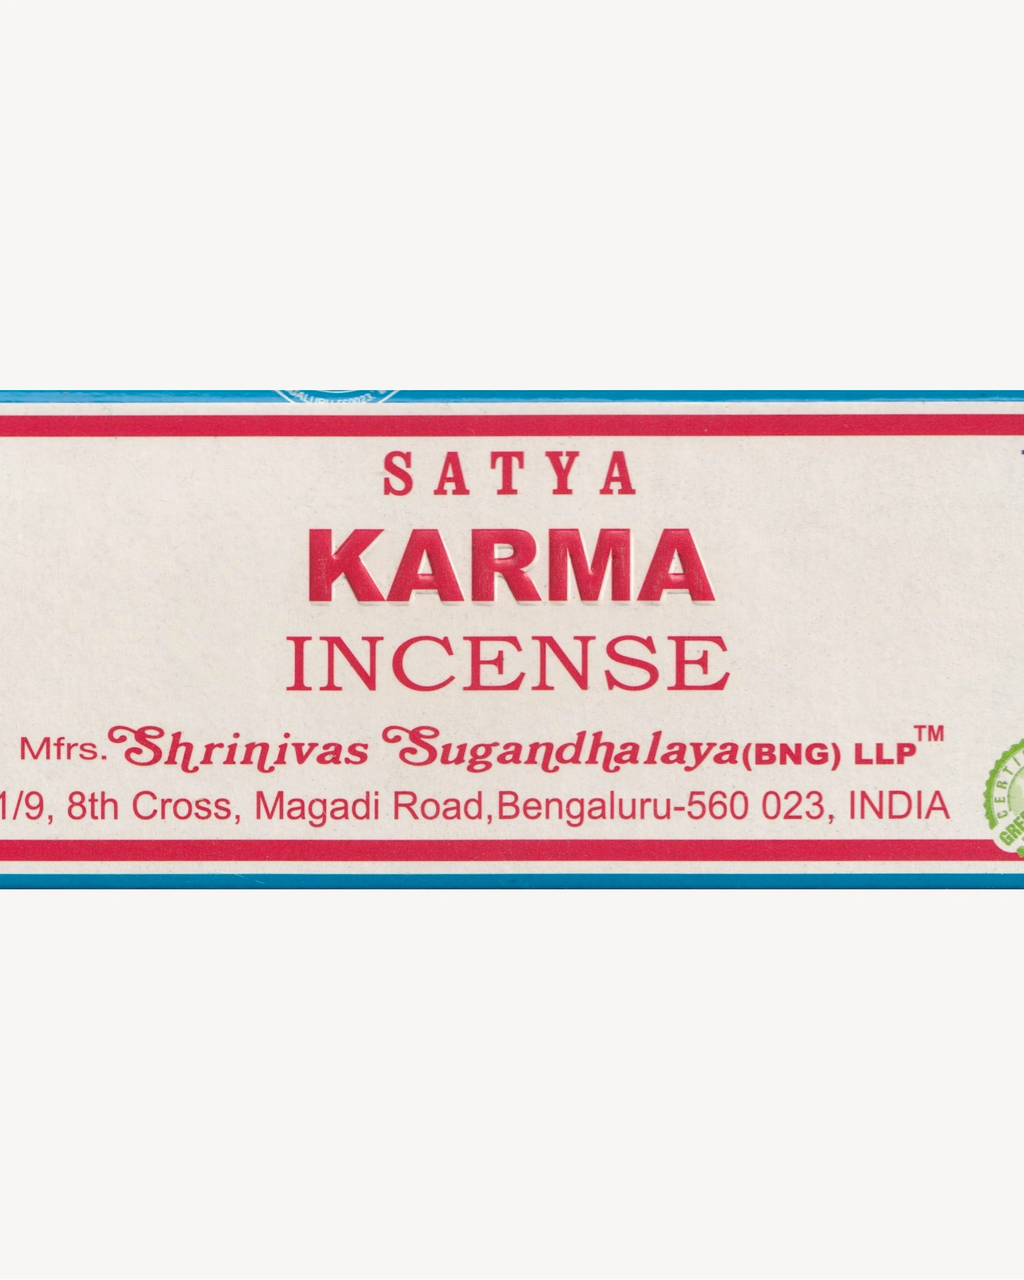 SATYA
KARMA
INCENSE
Mfrs. Shrinivas Sugandhalaya(BNG) LLP™
1/9, 8th Cross, Magadi Road,Bengaluru-560 023, INDIA